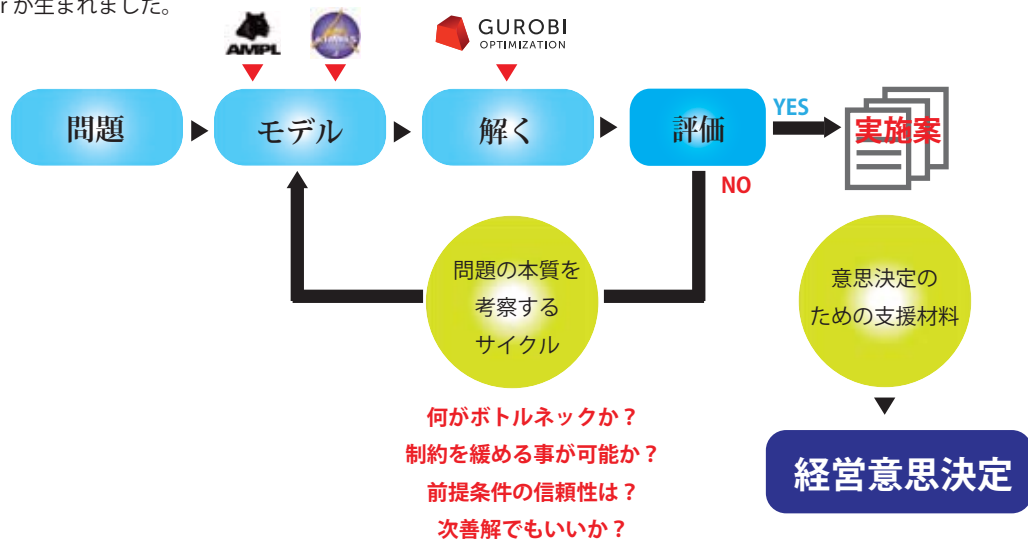 r が生まれました。
AMPL
AIMMS
GUROBI
OPTIMIZATION
問題
モデル
解く
評価
YES
実施案
NO
問題の本質を
考察する
サイクル
意思決定の
ための支援材料
何がボトルネックか？
制約を緩める事が可能か？
前提条件の信頼性は？
次善解でもいいか？
経営意思決定